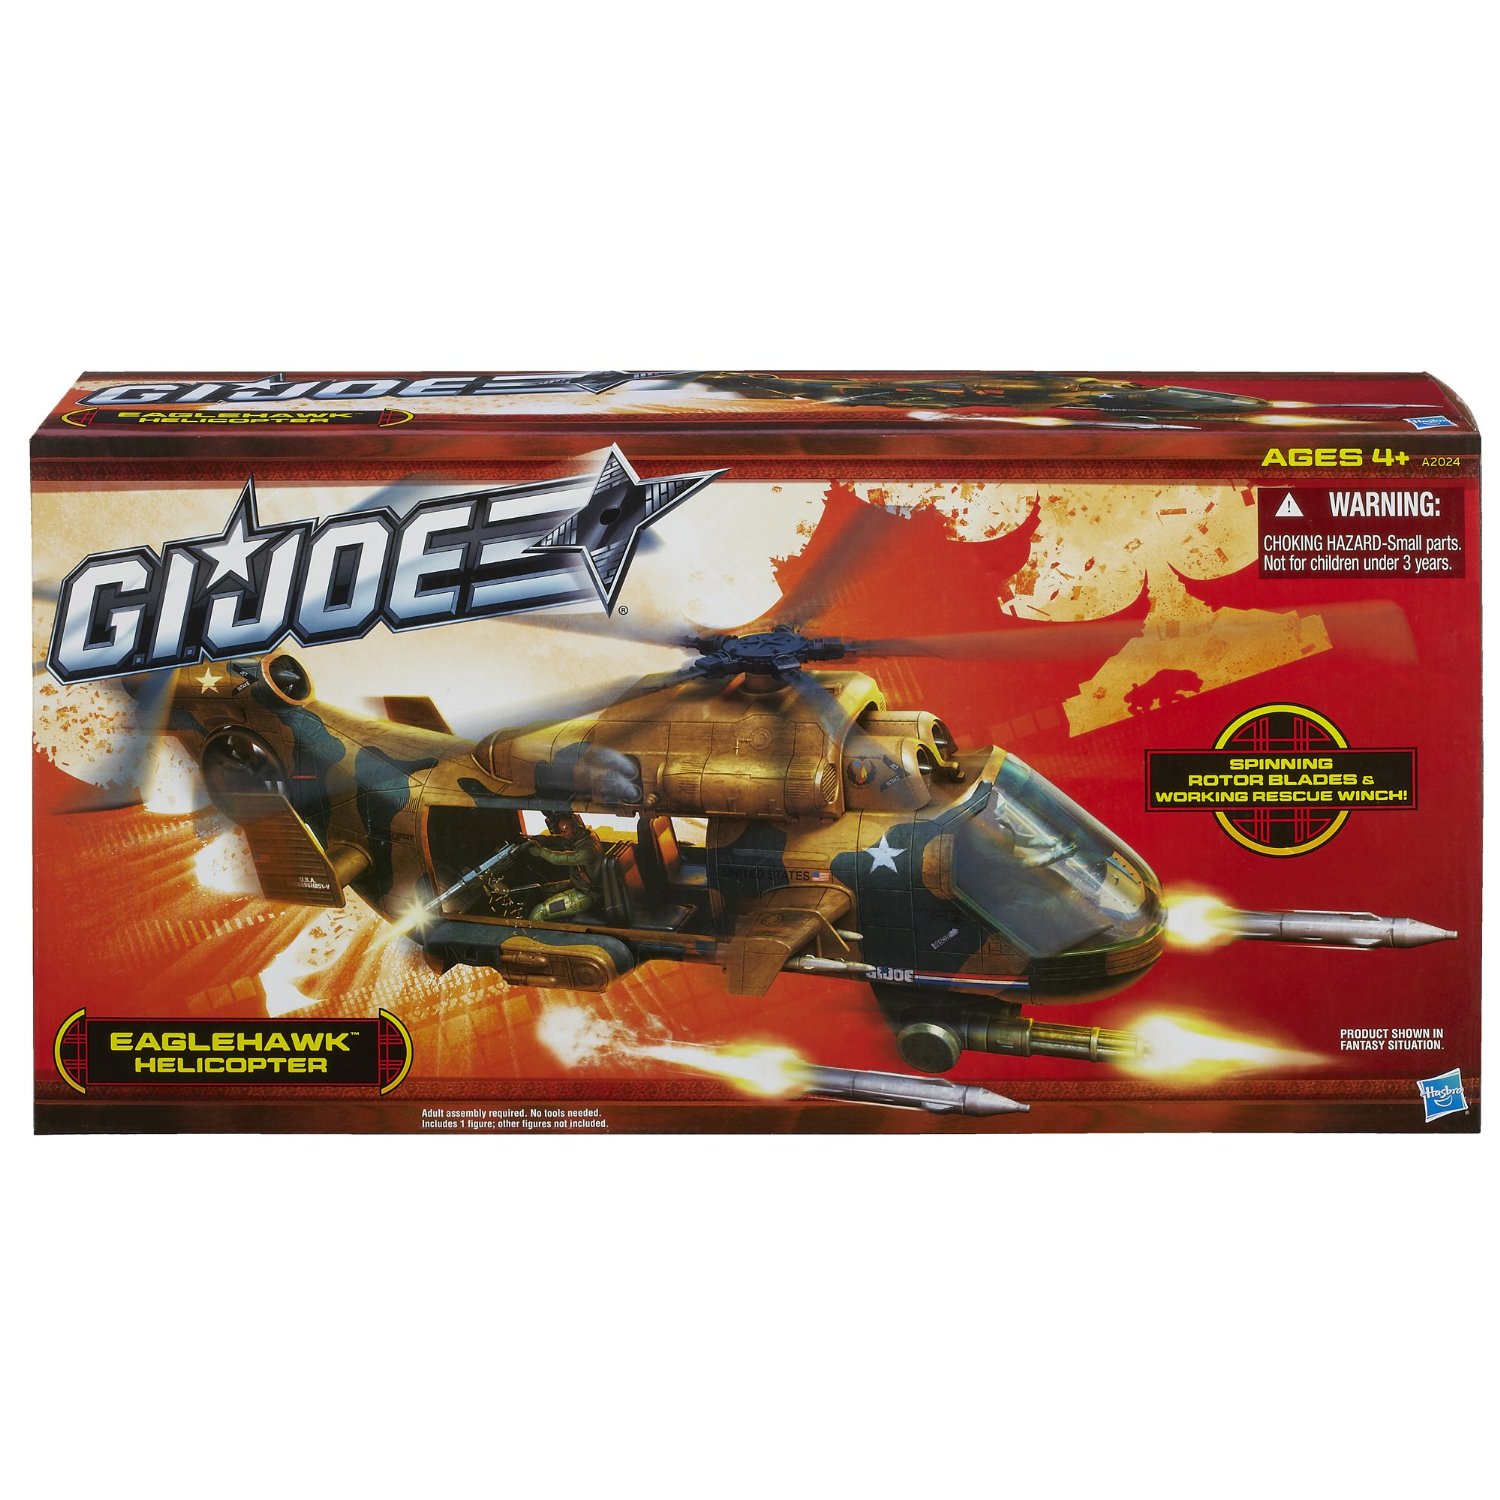 G.I.JOE
EAGLEHAWK™
HELICOPTER
Hasbro
AGES 4+ A2024
WARNING:
CHOKING HAZARD-Small parts.
Not for children under 3 years.
G.I.JOE®
SPINNING
ROTOR BLADES &
WORKING RESCUE WINCH!
UNITED STATES
U.S.A.
G.I.JOE
EAGLEHAWK™
HELICOPTER
PRODUCT SHOWN IN
FANTASY SITUATION.
Hasbro
Adult assembly required. No tools needed.
Includes 1 figure; other figures not included.